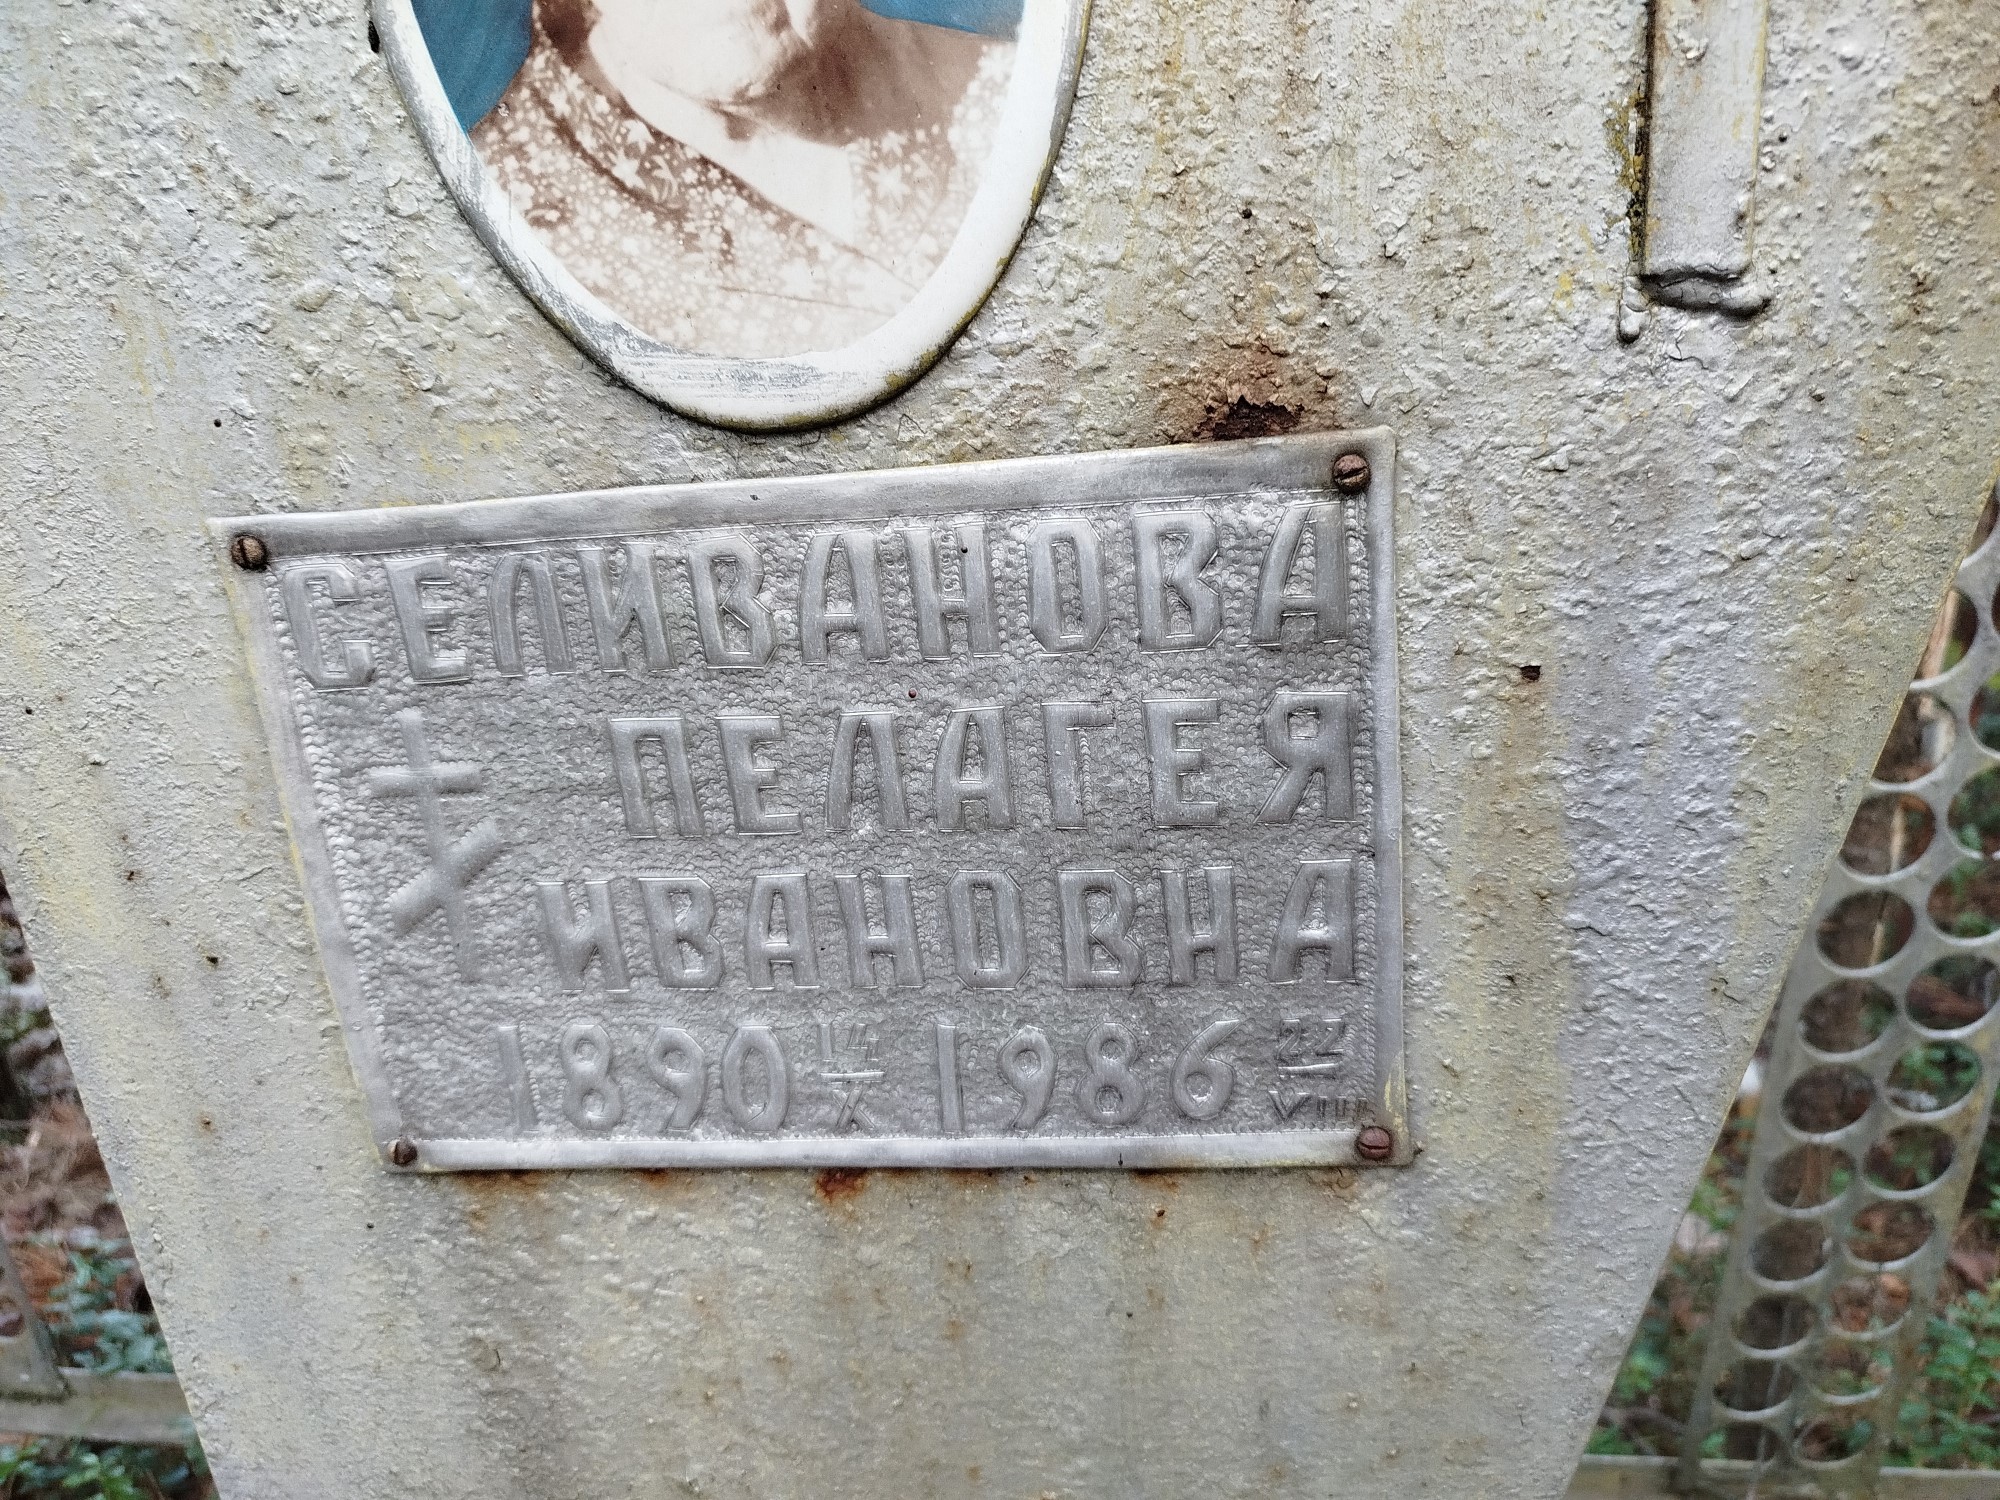 СЕЛИВАНОВА
ПЕЛАГЕЯ
ИВАНОВНА
1890 14/X 1986 22/VIII